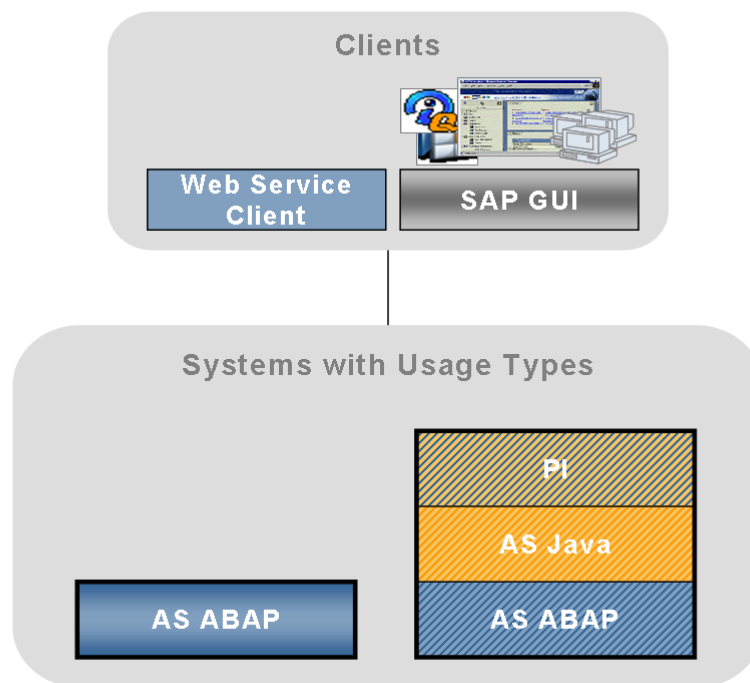 Clients
Web Service
Client
SAP GUI
Systems with Usage Types
PI
AS Java
AS ABAP
AS ABAP